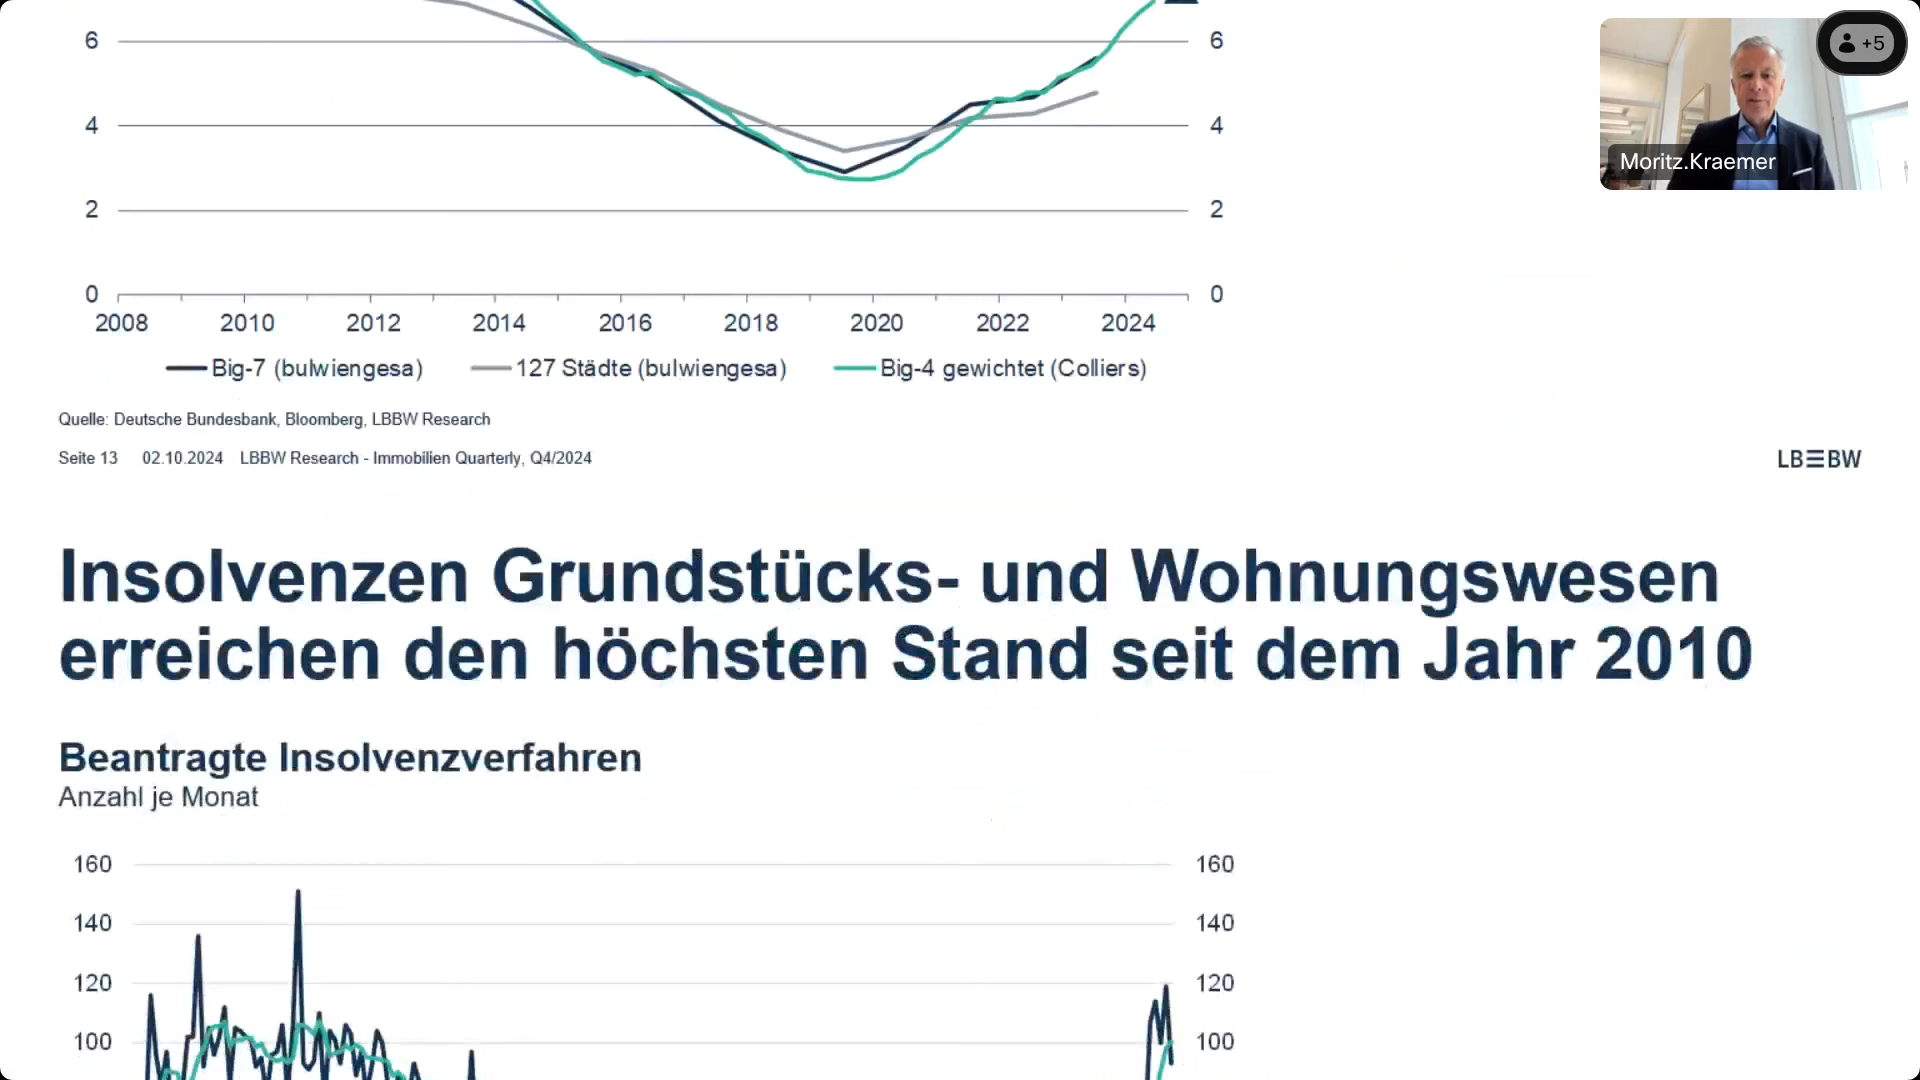 +5
Moritz.Kraemer
6 6
4 4
2 2
0 0
2008 2010 2012 2014 2016 2018 2020 2022 2024
Big-7 (bulwiengesa) 127 Städte (bulwiengesa) Big-4 gewichtet (Colliers)
Quelle: Deutsche Bundesbank, Bloomberg, LBBW Research
Seite 13 02.10.2024 LBBW Research - Immobilien Quarterly, Q4/2024
LB≡BW
Insolvenzen Grundstücks- und Wohnungswesen
erreichen den höchsten Stand seit dem Jahr 2010
Beantragte Insolvenzverfahren
Anzahl je Monat
160 160
140 140
120 120
100 100